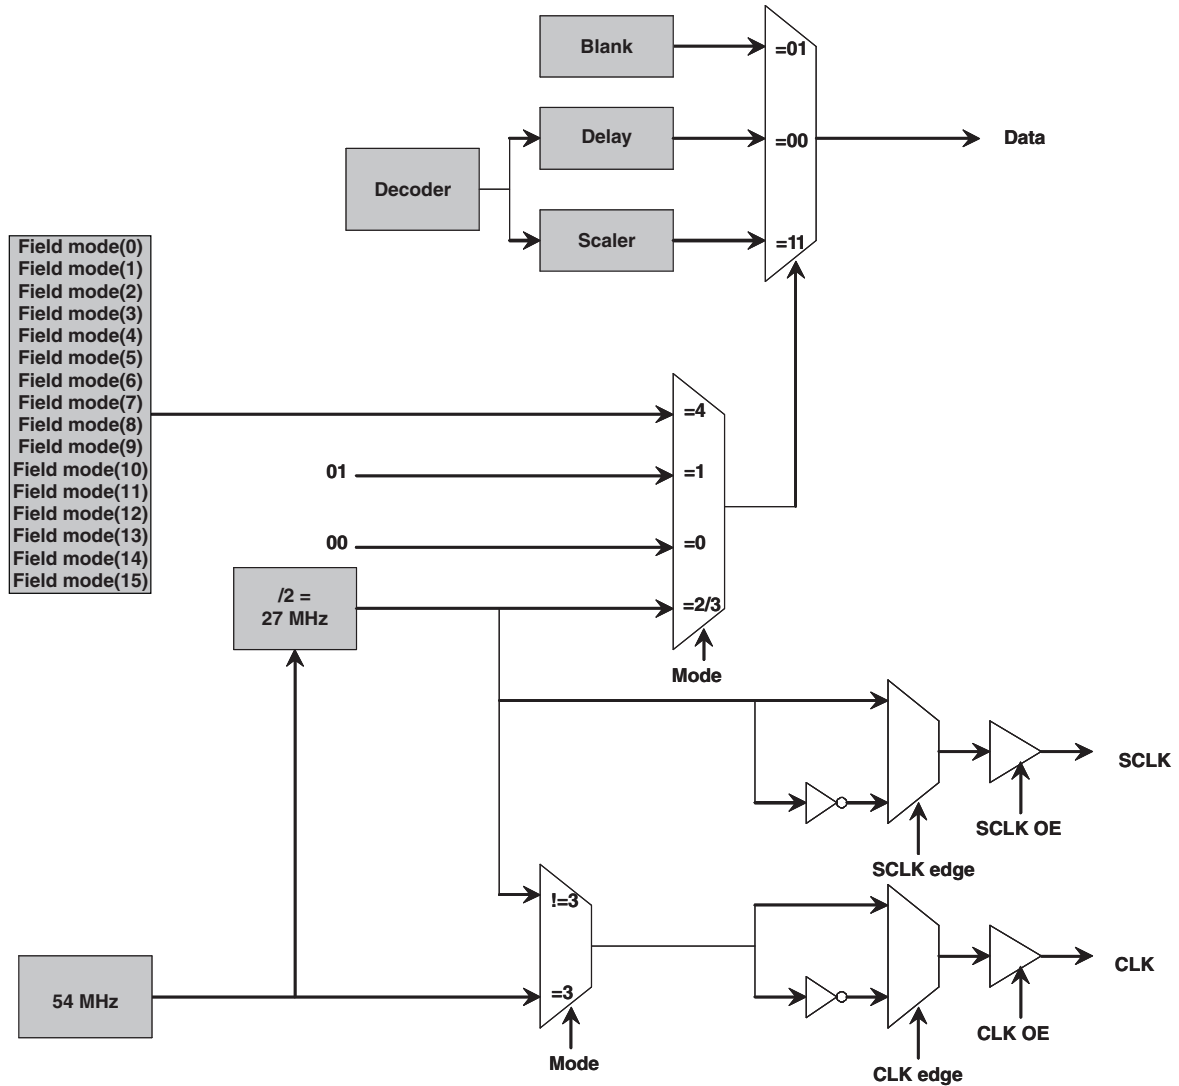 Blank
=01
Delay
=00
Data
Decoder
Scaler
=11
Field mode(0)
Field mode(1)
Field mode(2)
Field mode(3)
Field mode(4)
Field mode(5)
Field mode(6)
Field mode(7)
Field mode(8)
Field mode(9)
Field mode(10)
Field mode(11)
Field mode(12)
Field mode(13)
Field mode(14)
Field mode(15)
=4
01
=1
00
=0
/2 =
27 MHz
=2/3
Mode
SCLK
SCLK OE
SCLK edge
!=3
=3
54 MHz
Mode
CLK
CLK OE
CLK edge